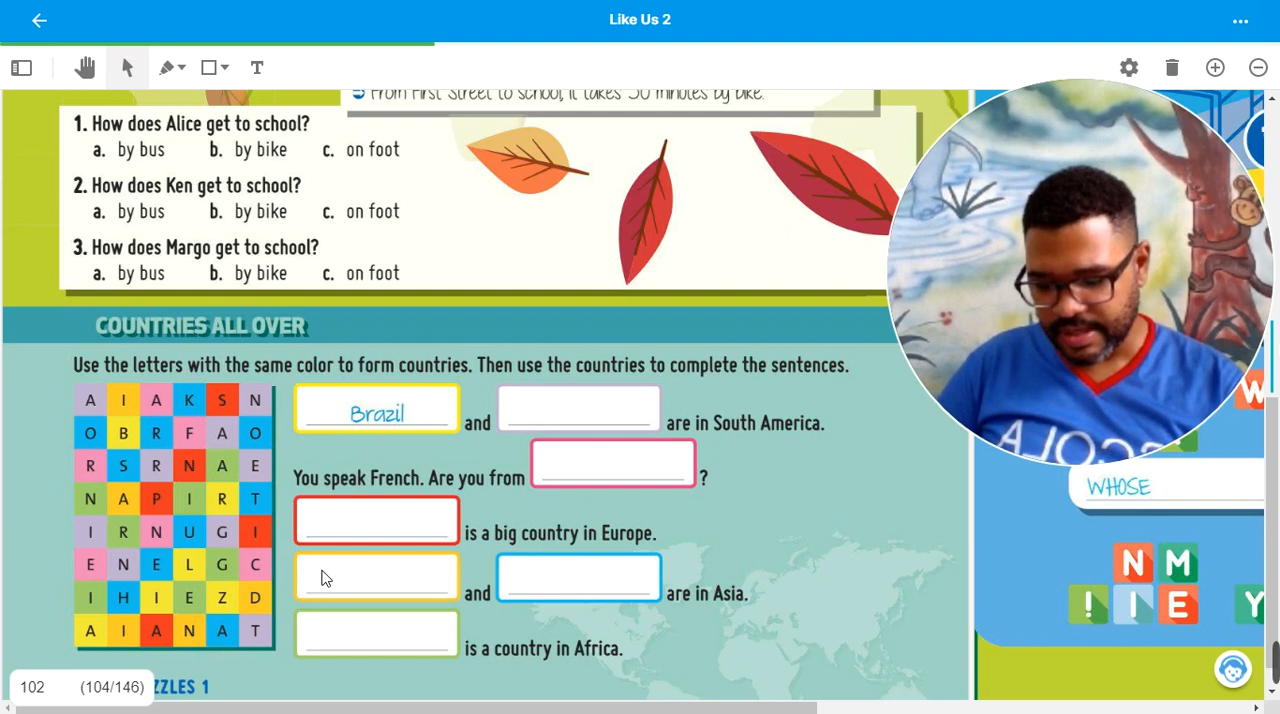 Like Us 2
From First Street to school, it takes 30 minutes by bike.
1. How does Alice get to school?
a. by bus b. by bike c. on foot
2. How does Ken get to school?
a. by bus b. by bike c. on foot
3. How does Margo get to school?
a. by bus b. by bike c. on foot
COUNTRIES ALL OVER
Use the letters with the same color to form countries. Then use the countries to complete the sentences.
A I A K S N
O B R F A O
R S R N A E
N A P I R T
I R N U G I
E N E L G C
I H I E Z D
A I A N A T
Brazil and are in South America.
You speak French. Are you from ?
is a big country in Europe.
and are in Asia.
is a country in Africa.
102 (104/146)
ZZLES 1
W
WHOSE
N M
! I E Y